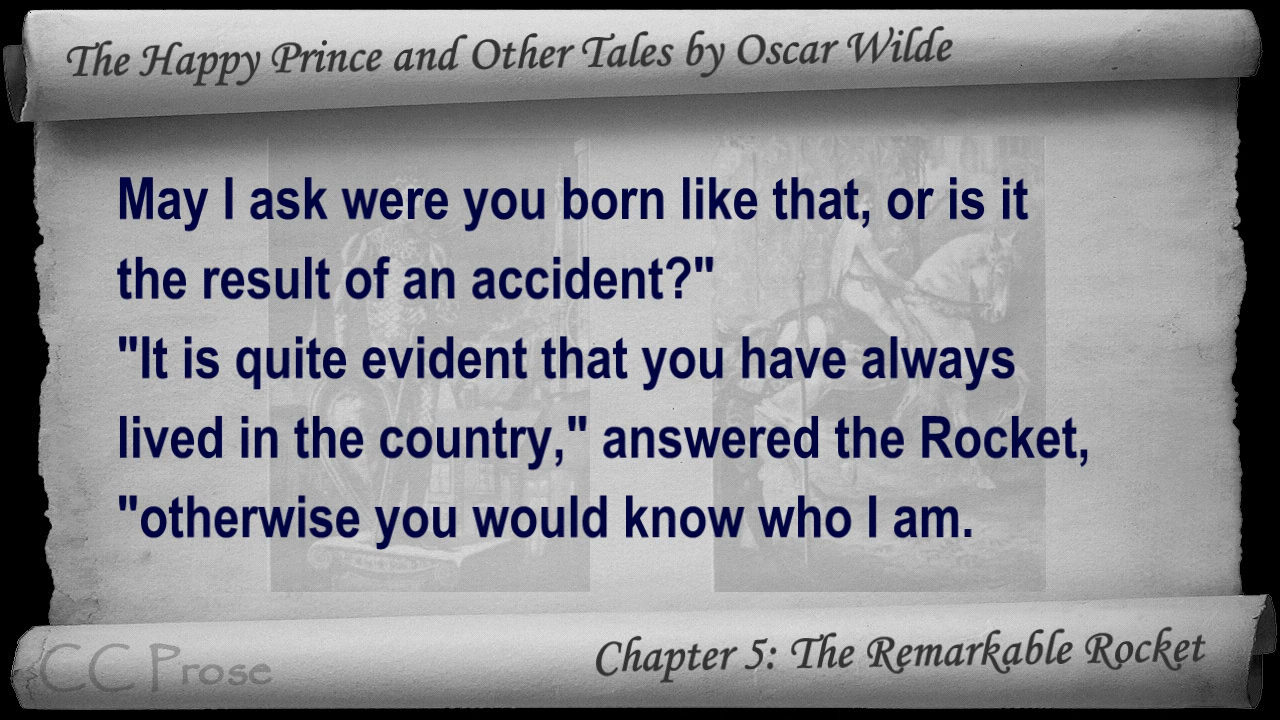 The Happy Prince and Other Tales by Oscar Wilde
May I ask were you born like that, or is it
the result of an accident?"
"It is quite evident that you have always
lived in the country," answered the Rocket,
"otherwise you would know who I am.
CC Prose
Chapter 5: The Remarkable Rocket